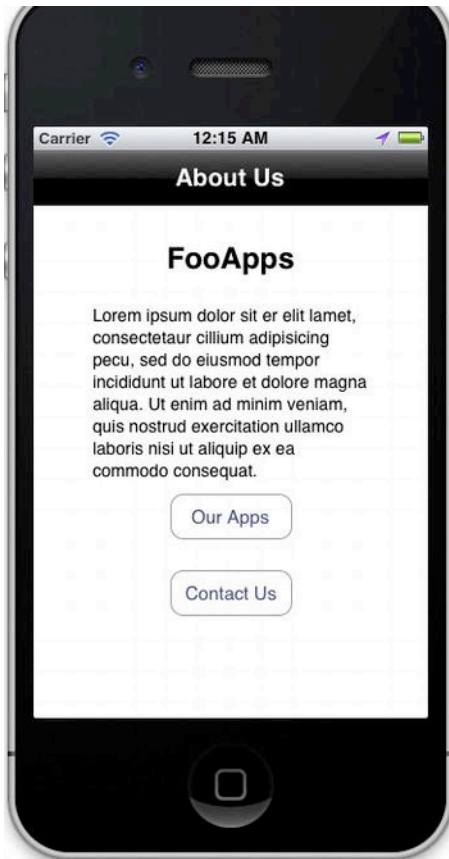 Carrier 12:15 AM
About Us
FooApps
Lorem ipsum dolor sit er elit lamet,
consectetaur cillium adipisicing
pecu, sed do eiusmod tempor
incididunt ut labore et dolore magna
aliqua. Ut enim ad minim veniam,
quis nostrud exercitation ullamco
laboris nisi ut aliquip ex ea
commodo consequat.
Our Apps
Contact Us